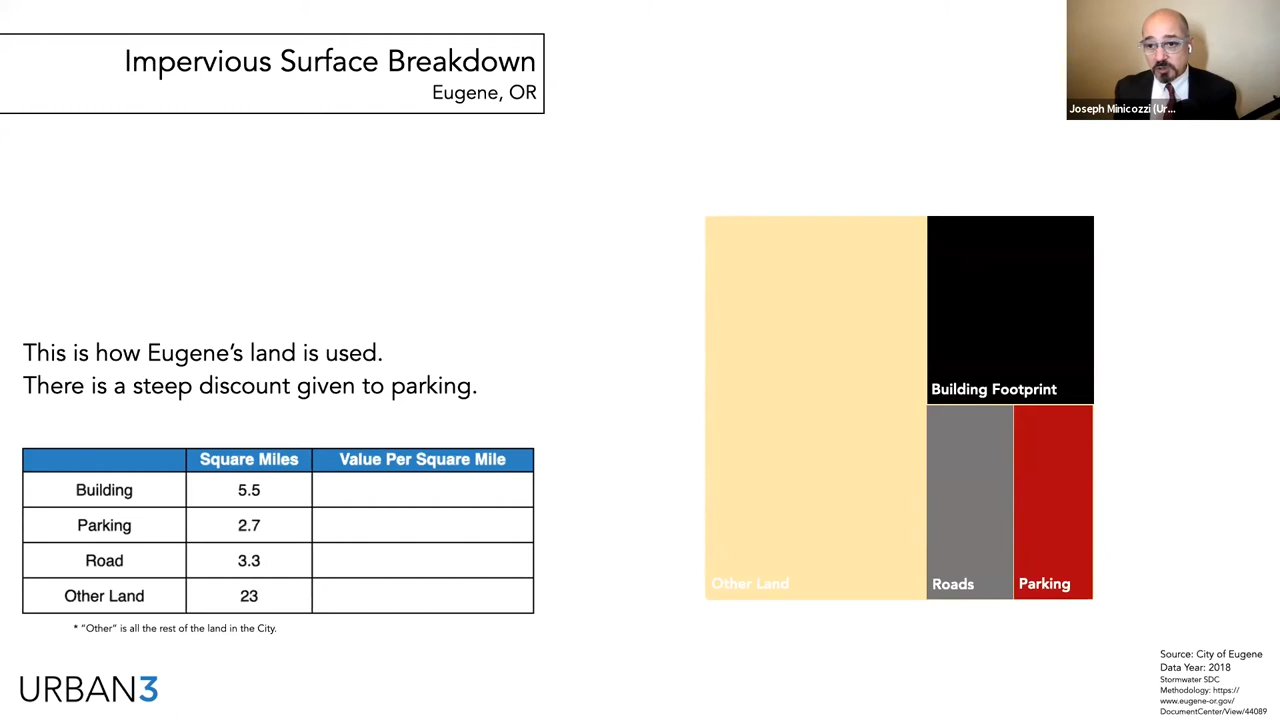 Impervious Surface Breakdown
Eugene, OR
Joseph Minicozzi (Ur...
This is how Eugene’s land is used.
There is a steep discount given to parking.
Square Miles Value Per Square Mile
Building 5.5
Parking 2.7
Road 3.3
Other Land 23
* “Other” is all the rest of the land in the City.
Building Footprint
Other Land
Roads
Parking
URBAN3
Source: City of Eugene
Data Year: 2018
Stormwater SDC
Methodology: https://
www.eugene-or.gov/
DocumentCenter/View/44089